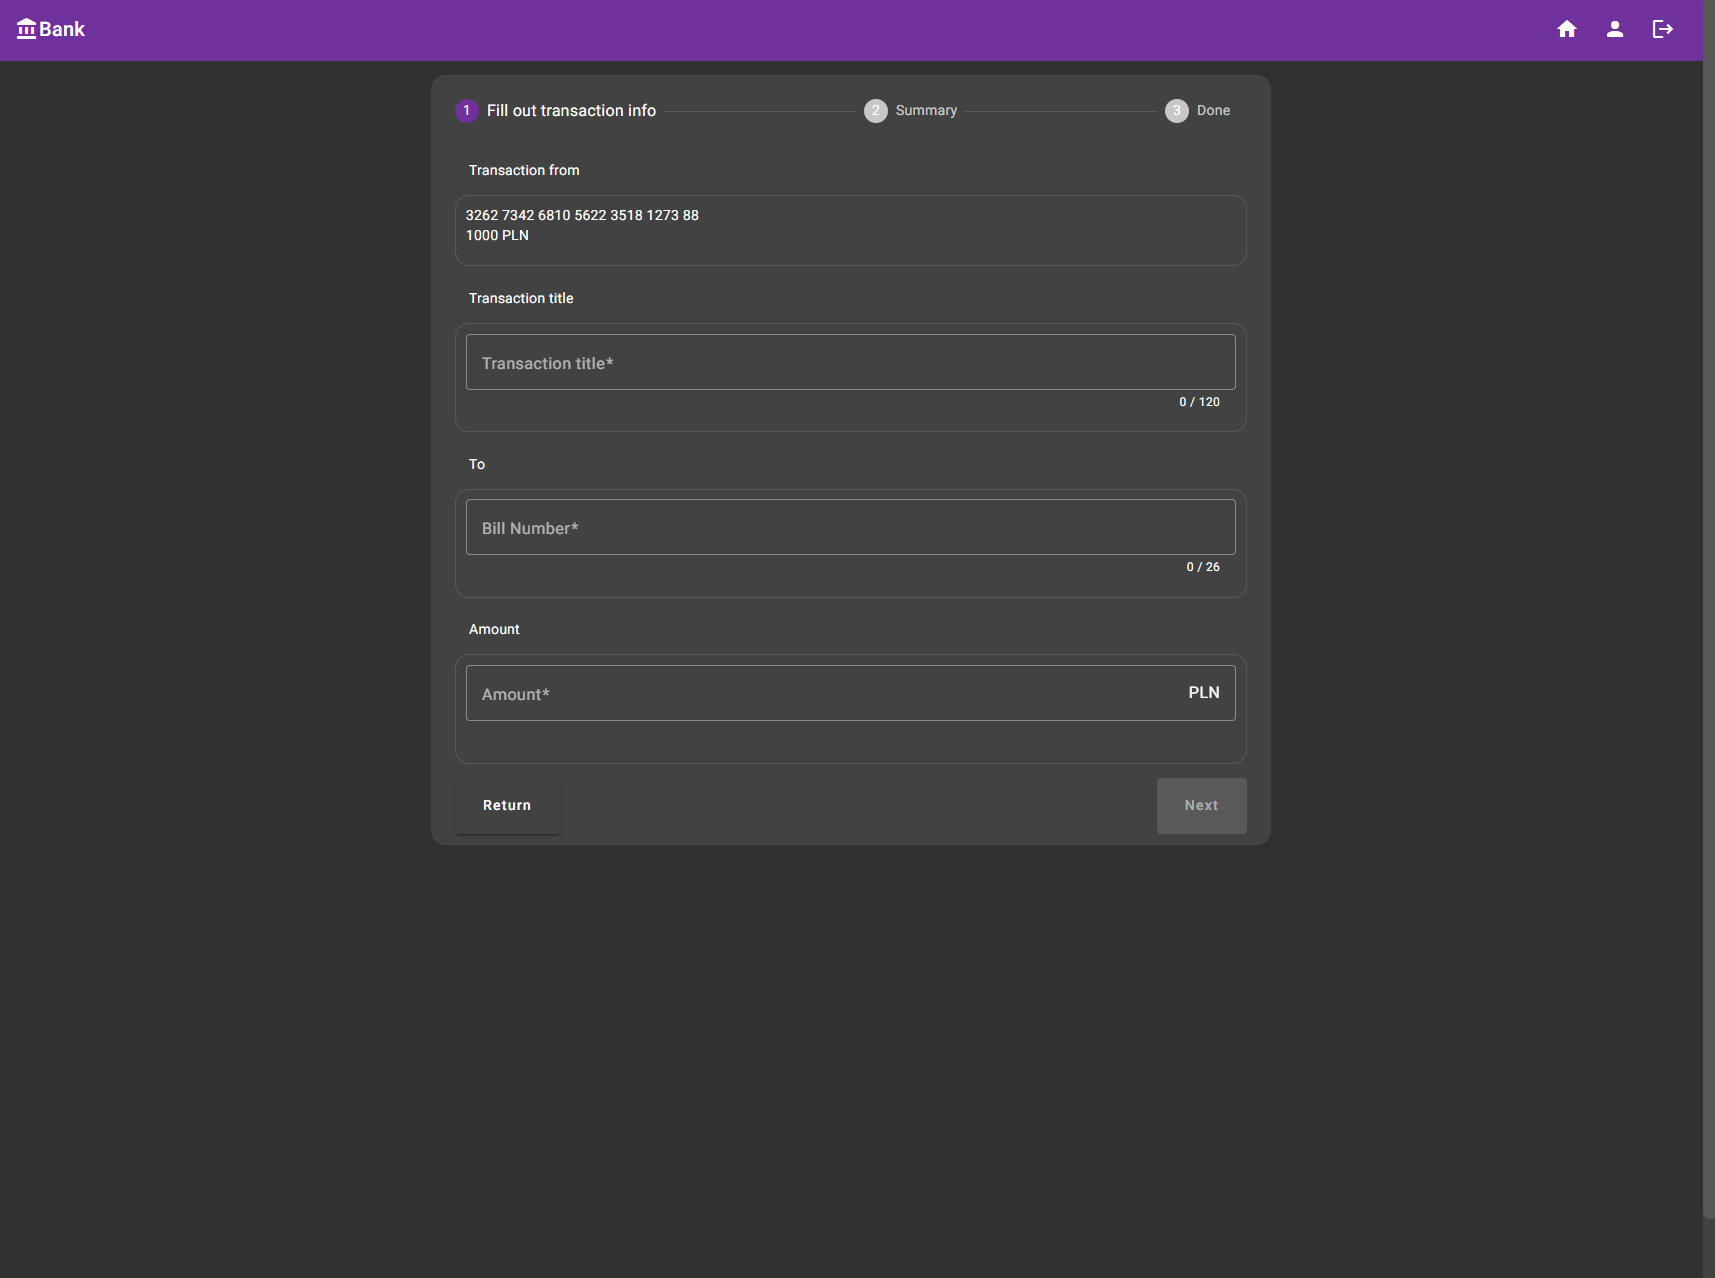 Bank
1 Fill out transaction info 2 Summary 3 Done
Transaction from
3262 7342 6810 5622 3518 1273 88
1000 PLN
Transaction title
Transaction title*
0 / 120
To
Bill Number*
0 / 26
Amount
Amount* PLN
Return Next